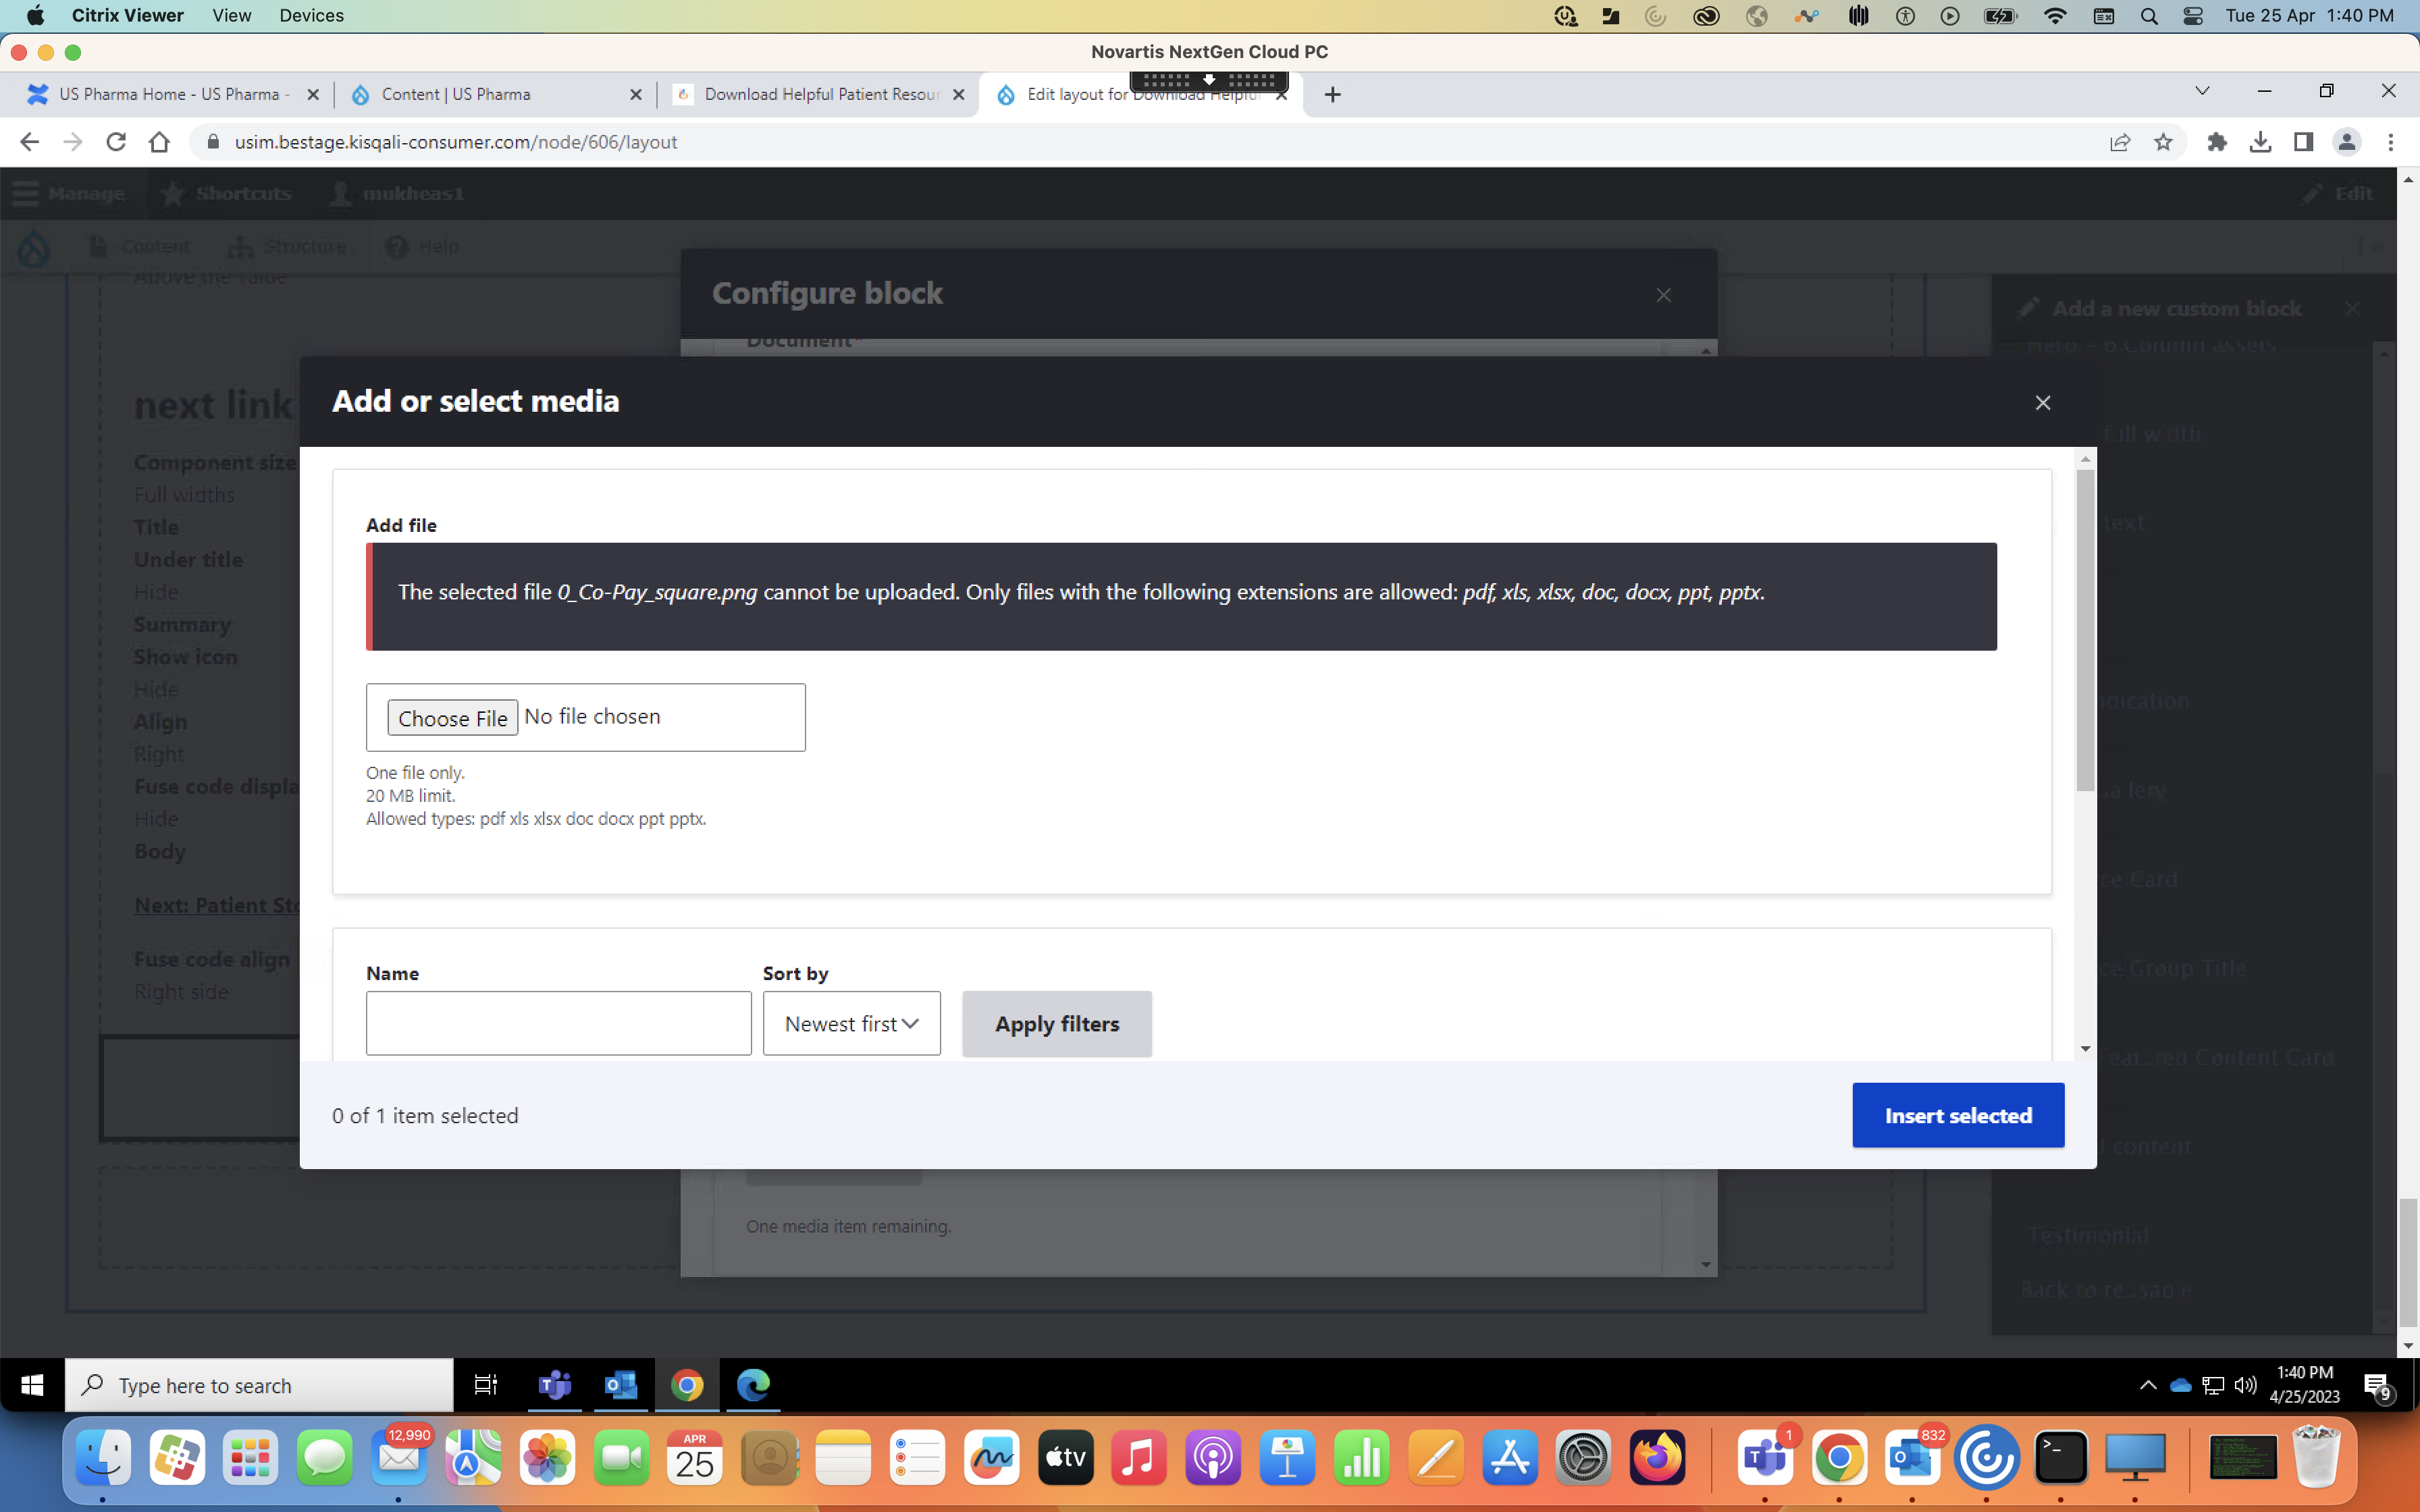 Citrix Viewer View Devices
Tue 25 Apr 1:40 PM
Novartis NextGen Cloud PC
US Pharma Home - US Pharma -
Content | US Pharma
Download Helpful Patient Resour
Edit layout for Download Helpful
usim.bestage.kisqali-consumer.com/node/606/layout
Manage Shortcuts mukheas1 Edit
Content Structure Help
Above the value
Configure block
Add a new custom block
Document*
Hero - 6 Column assets
Add or select media
next link
full width
Component size
Full widths
Add file
text
Title
Under title
The selected file 0_Co-Pay_square.png cannot be uploaded. Only files with the following extensions are allowed: pdf, xls, xlsx, doc, docx, ppt, pptx.
Hide
Summary
Show icon
Hide
Choose File No file chosen
Align
Right
One file only.
Fuse code displa
20 MB limit.
Hide
Allowed types: pdf xls xlsx doc docx ppt pptx.
Body
Card
Next: Patient Sto
Fuse code align
Group Title
Name Sort by
Right side
Newest first Apply filters
Featured Content Card
0 of 1 item selected
Insert selected
content
One media item remaining.
Testimonial
Back to reusable
Type here to search
1:40 PM
4/25/2023
9
12,990
APR
25
tv
1
832